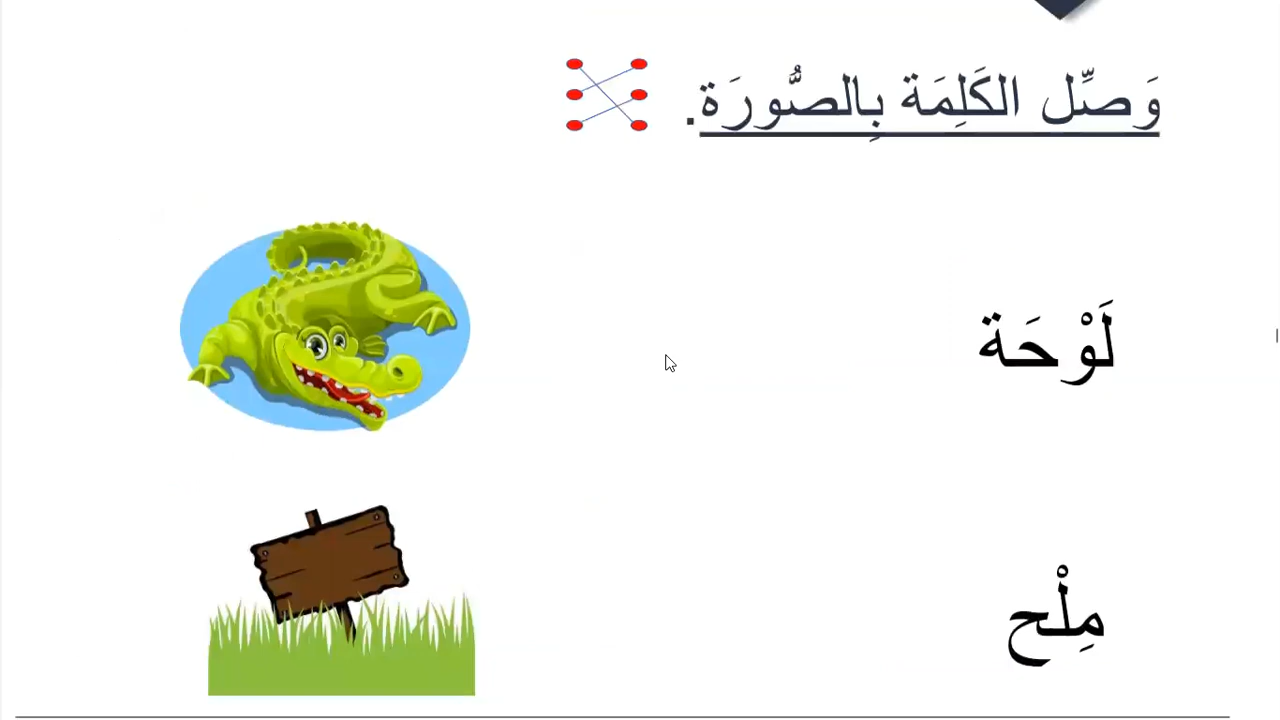 وَصِّل الكَلِمَة بِالصُّورَة.
لَوْحَة
مِلْح